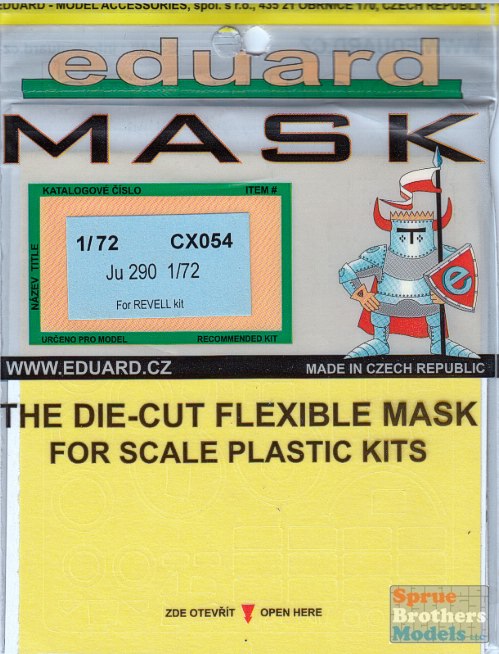 EDUARD - MODEL ACCESSORIES, spol. s r.o., 435 21 OBRNICE 170, CZECH REPUBLIC
eduard
MASK
KATALOGOVÉ ČÍSLO ITEM #
NÁZEV TITLE
1/72 CX054
Ju 290 1/72
For REVELL kit
URČENO PRO MODEL RECOMMENDED KIT
e
WWW.EDUARD.CZ MADE IN CZECH REPUBLIC
THE DIE-CUT FLEXIBLE MASK
FOR SCALE PLASTIC KITS
ZDE OTEVŘÍT OPEN HERE
Sprue
Brothers
Models LLC